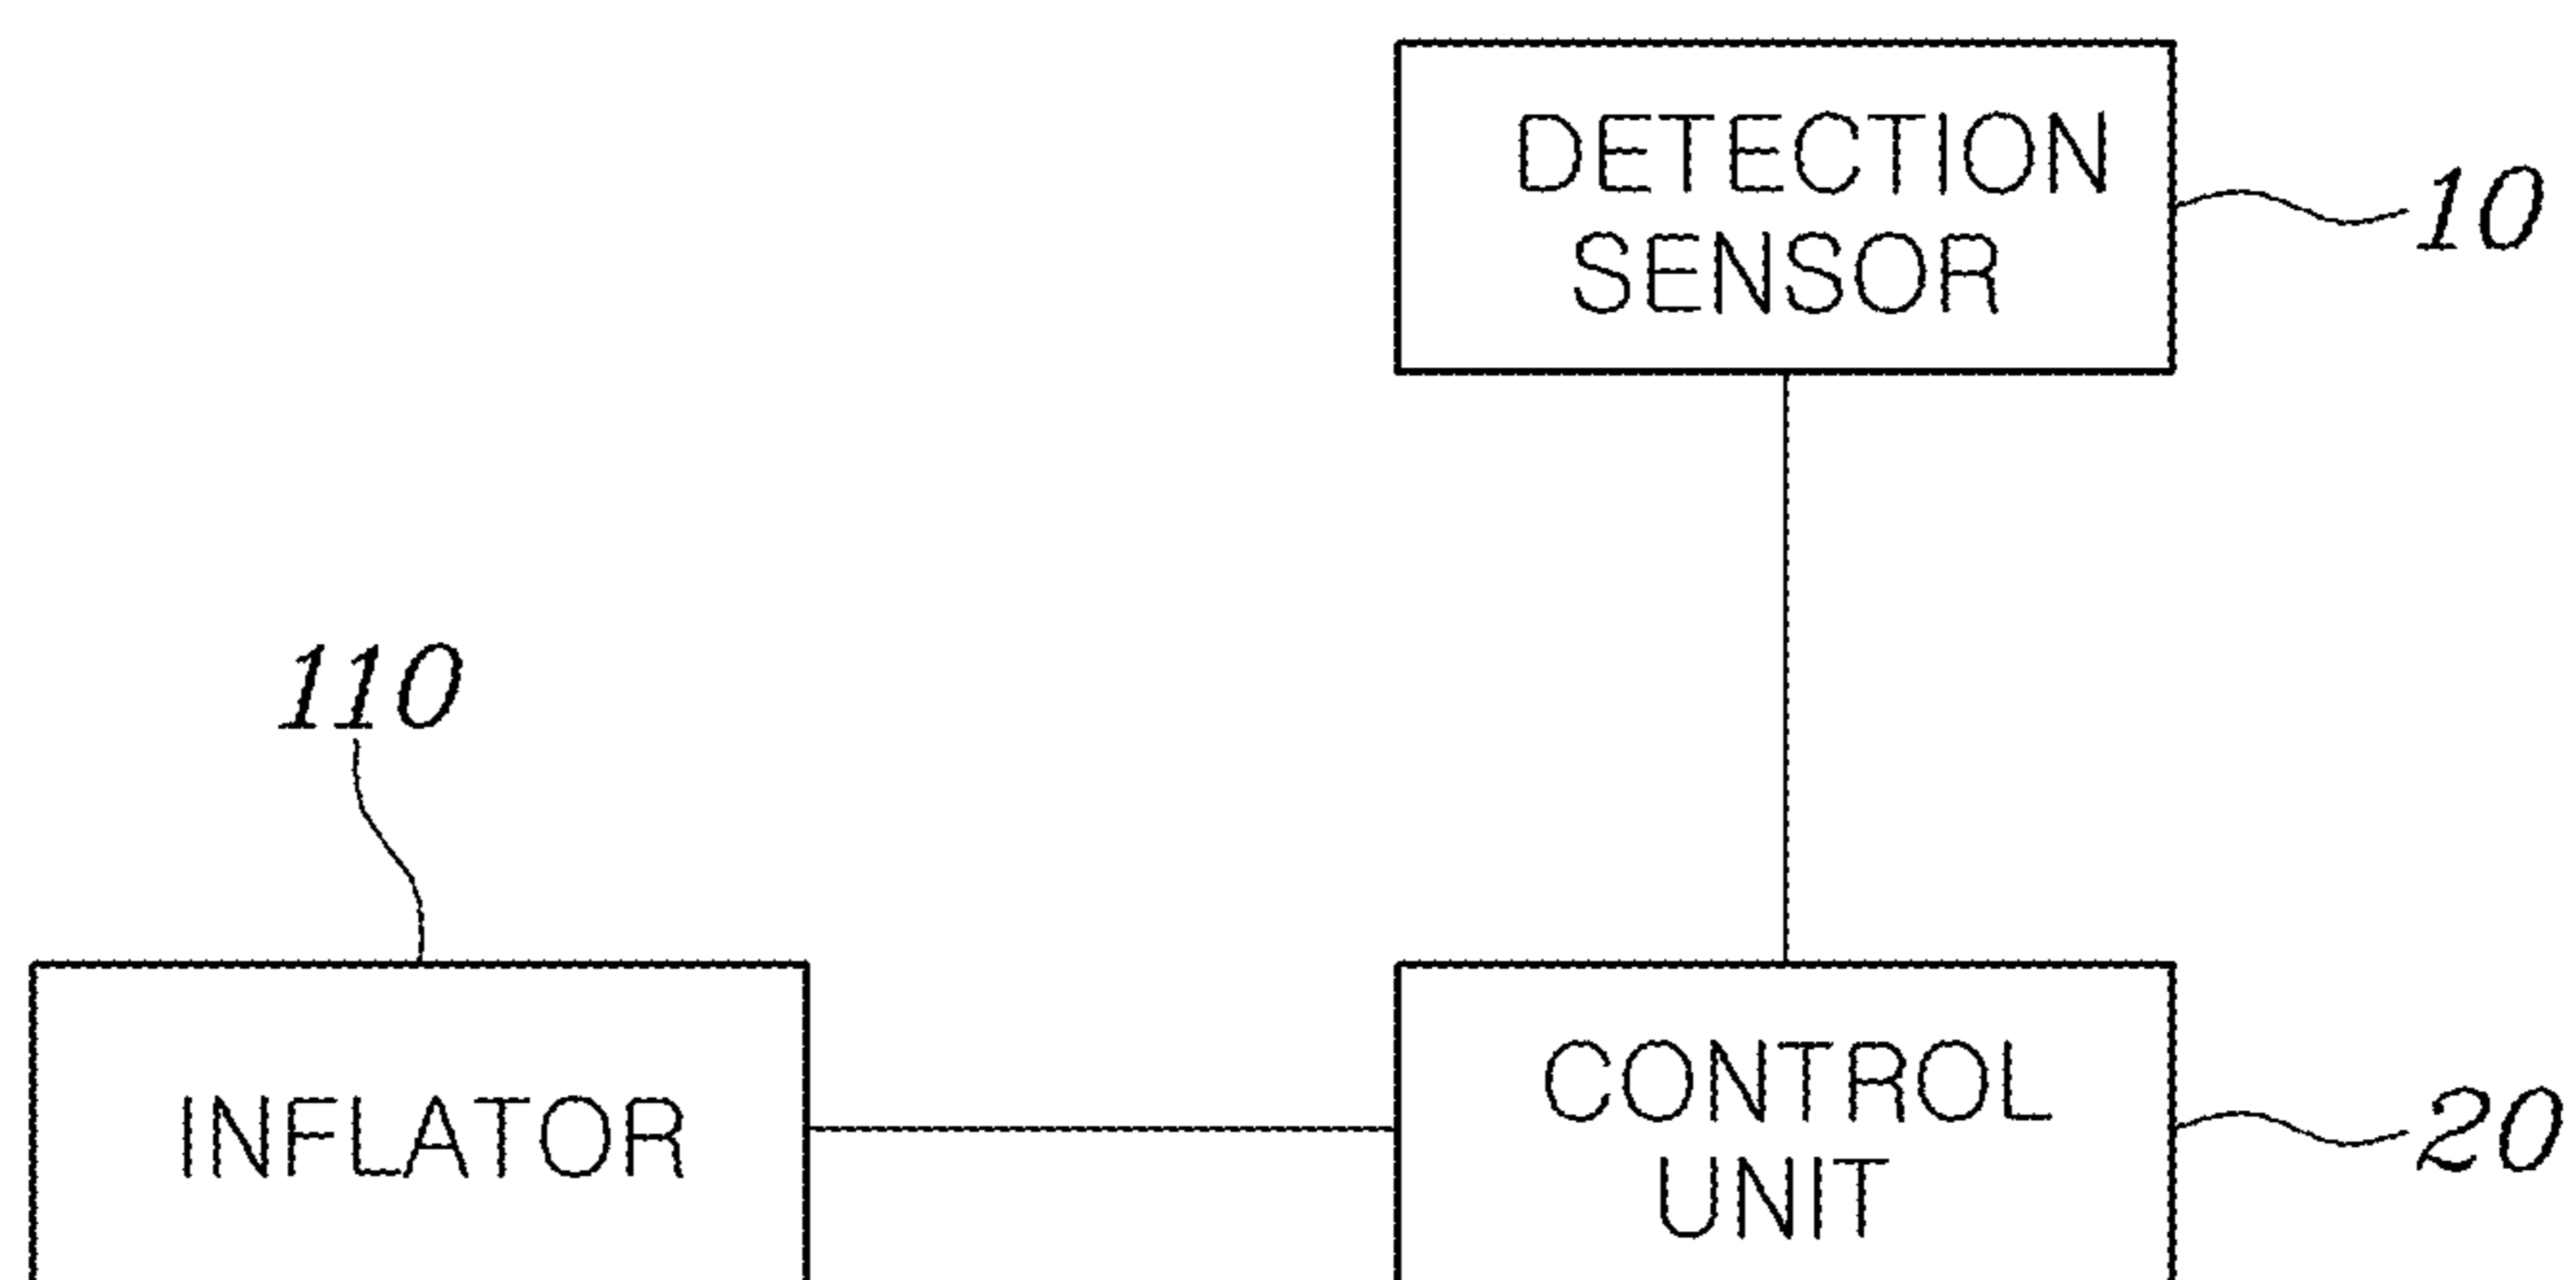 DETECTION
SENSOR
10
110
INFLATOR
CONTROL
UNIT
20